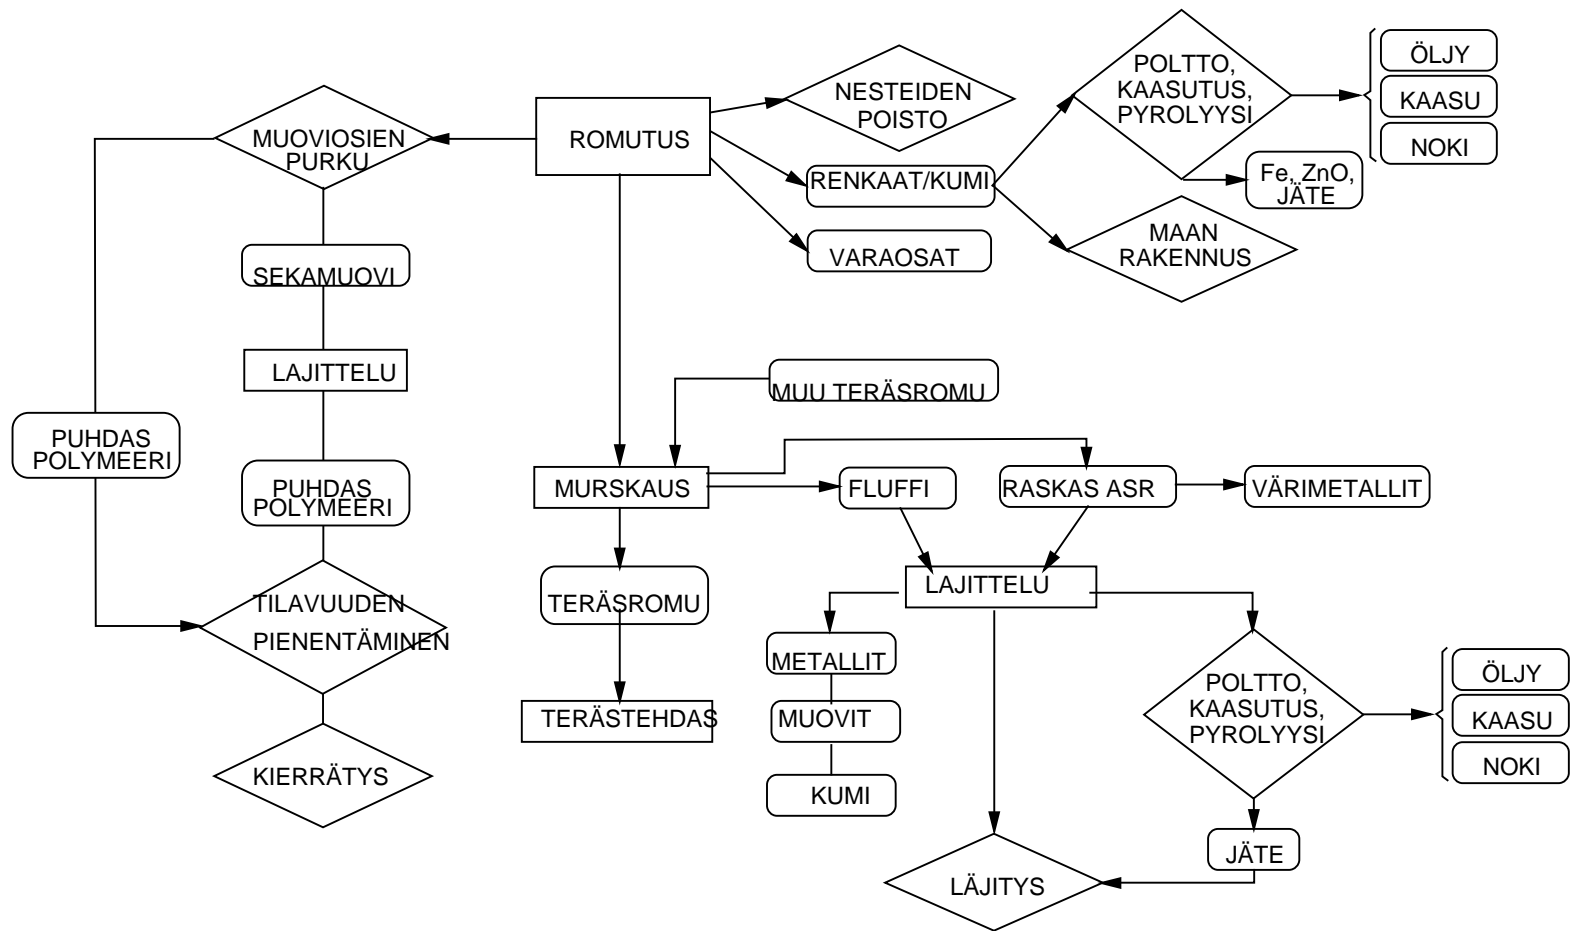 POLTTO,
KAASUTUS,
PYROLYYSI
ÖLJY
KAASU
NOKI
NESTEIDEN
POISTO
ROMUTUS
MUOVIOSIEN
PURKU
RENKAAT/KUMI
Fe, ZnO,
JÄTE
VARAOSAT
MAAN
RAKENNUS
SEKAMUOVI
LAJITTELU
MUU TERÄSROMU
PUHDAS
POLYMEERI
PUHDAS
POLYMEERI
MURSKAUS
FLUFFI
RASKAS ASR
VÄRIMETALLIT
LAJITTELU
TILAVUUDEN
PIENENTÄMINEN
TERÄSROMU
METALLIT
MUOVIT
KUMI
TERÄSTEHDAS
KIERRÄTYS
POLTTO,
KAASUTUS,
PYROLYYSI
ÖLJY
KAASU
NOKI
JÄTE
LÄJITYS